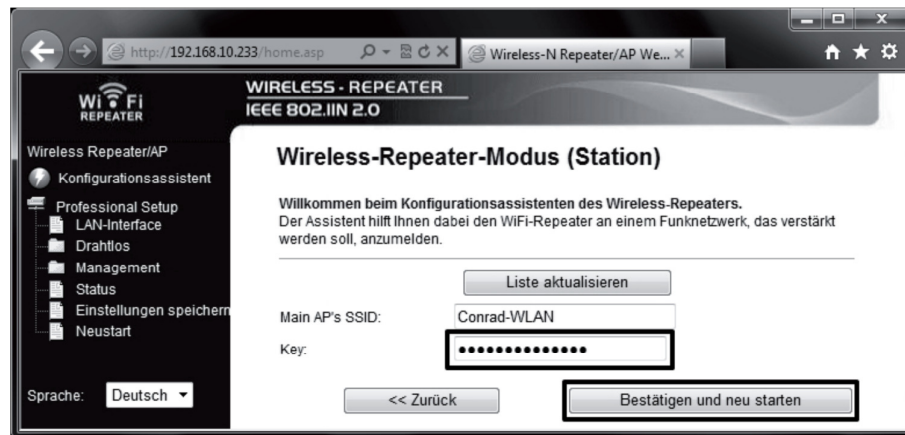 http://192.168.10.233/home.asp
Wireless-N Repeater/AP We...
Wi Fi
REPEATER
WIRELESS - REPEATER
IEEE 802.11N 2.0
Wireless Repeater/AP
Konfigurationsassistent
Professional Setup
LAN-Interface
Drahtlos
Management
Status
Einstellungen speichern
Neustart
Sprache: Deutsch
Wireless-Repeater-Modus (Station)
Willkommen beim Konfigurationsassistenten des Wireless-Repeaters.
Der Assistent hilft Ihnen dabei den WiFi-Repeater an einem Funknetzwerk, das verstärkt
werden soll, anzumelden.
Liste aktualisieren
Main AP's SSID: Conrad-WLAN
Key: ●●●●●●●●●●●●●●
<< Zurück
Bestätigen und neu starten